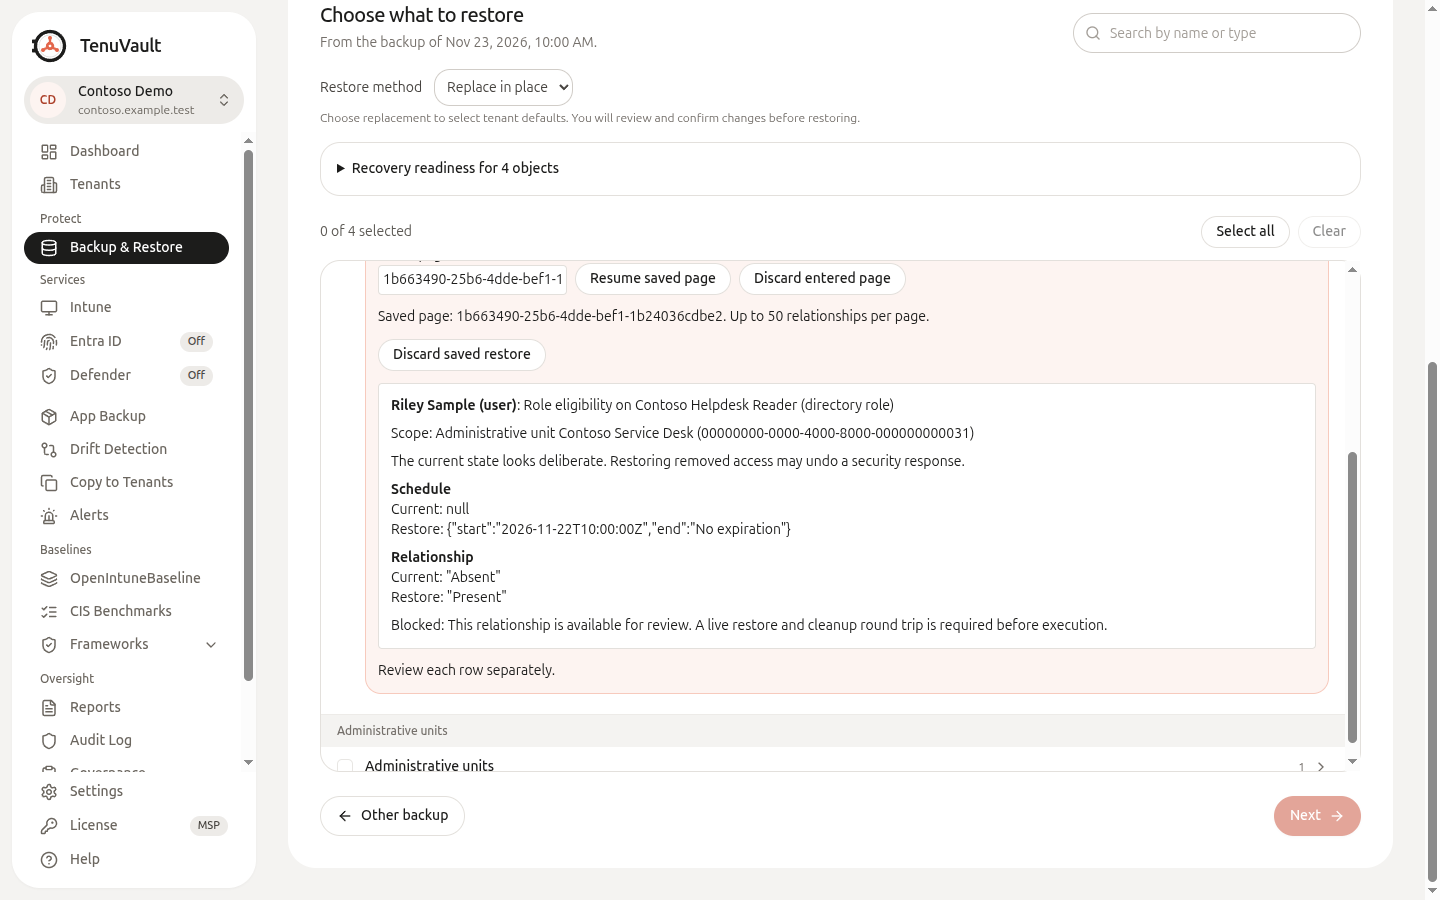 TenuVault
CD
Contoso Demo
contoso.example.test
Dashboard
Tenants
Protect
Backup & Restore
Services
Intune
Entra ID
Off
Defender
Off
App Backup
Drift Detection
Copy to Tenants
Alerts
Baselines
OpenIntuneBaseline
CIS Benchmarks
Frameworks
Oversight
Reports
Audit Log
Settings
License
MSP
Help
Choose what to restore
From the backup of Nov 23, 2026, 10:00 AM.
Search by name or type
Restore method
Replace in place
Choose replacement to select tenant defaults. You will review and confirm changes before restoring.
Recovery readiness for 4 objects
0 of 4 selected
Select all
Clear
1b663490-25b6-4dde-bef1-1
Resume saved page
Discard entered page
Saved page: 1b663490-25b6-4dde-bef1-1b24036cdbe2. Up to 50 relationships per page.
Discard saved restore
Riley Sample (user): Role eligibility on Contoso Helpdesk Reader (directory role)
Scope: Administrative unit Contoso Service Desk (00000000-0000-4000-8000-000000000031)
The current state looks deliberate. Restoring removed access may undo a security response.
Schedule
Current: null
Restore: {"start":"2026-11-22T10:00:00Z","end":"No expiration"}
Relationship
Current: "Absent"
Restore: "Present"
Blocked: This relationship is available for review. A live restore and cleanup round trip is required before execution.
Review each row separately.
Administrative units
Administrative units
1
Other backup
Next